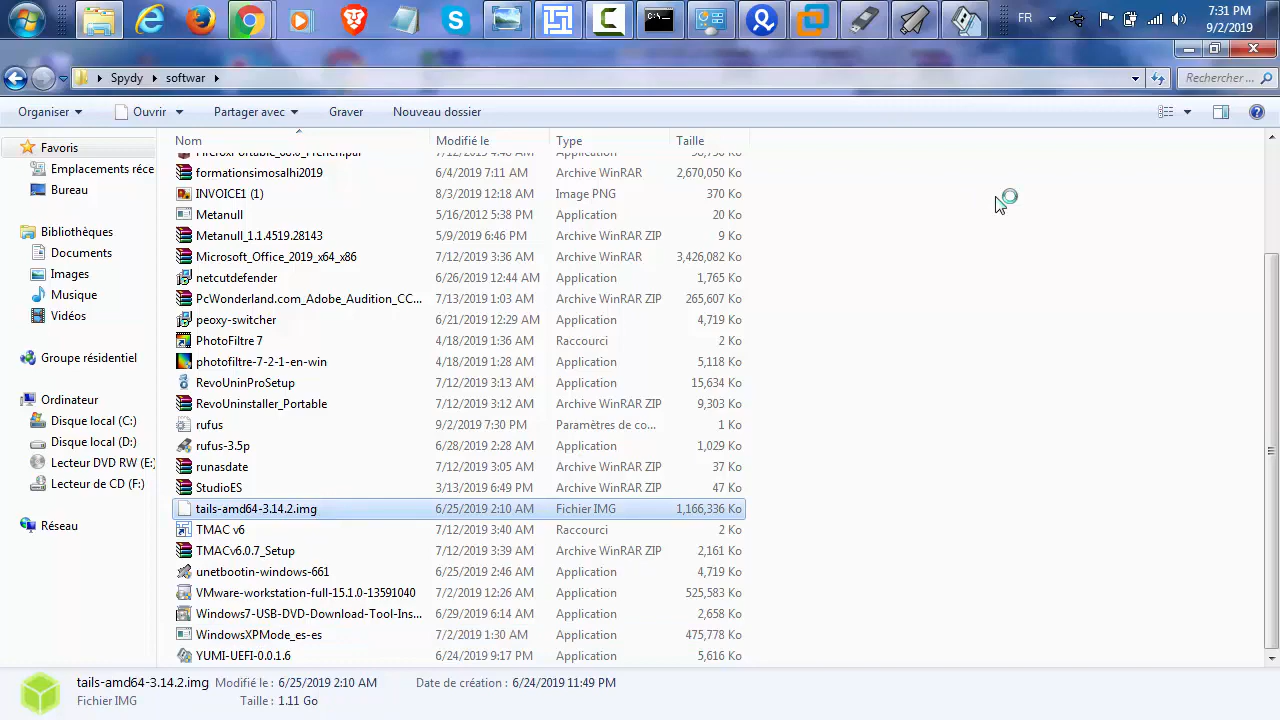 FR
7:31 PM
9/2/2019
Spydy softwar
Rechercher ...
Organiser Ouvrir Partager avec Graver Nouveau dossier
Nom Modifié le Type Taille
Favoris
Emplacements réce
Bureau
Bibliothèques
Documents
Images
Musique
Vidéos
Groupe résidentiel
Ordinateur
Disque local (C:)
Disque local (D:)
Lecteur DVD RW (E:)
Lecteur de CD (F:)
Réseau
formationsimosalhi2019 6/4/2019 7:11 AM Archive WinRAR 2,670,050 Ko
INVOICE1 (1) 8/3/2019 12:18 AM Image PNG 370 Ko
Metanull 5/16/2012 5:38 PM Application 20 Ko
Metanull_1.1.4519.28143 5/9/2019 6:46 PM Archive WinRAR ZIP 9 Ko
Microsoft_Office_2019_x64_x86 7/12/2019 3:36 AM Archive WinRAR 3,426,082 Ko
netcutdefender 6/26/2019 12:44 AM Application 1,765 Ko
PcWonderland.com_Adobe_Audition_CC... 7/13/2019 1:03 AM Archive WinRAR ZIP 265,607 Ko
peoxy-switcher 6/21/2019 12:29 AM Application 4,719 Ko
PhotoFiltre 7 4/18/2019 1:36 AM Raccourci 2 Ko
photofiltre-7-2-1-en-win 4/18/2019 1:28 AM Application 5,118 Ko
RevoUninProSetup 7/12/2019 3:13 AM Application 15,634 Ko
RevoUninstaller_Portable 7/12/2019 3:12 AM Archive WinRAR ZIP 9,303 Ko
rufus 9/2/2019 7:30 PM Paramètres de co... 1 Ko
rufus-3.5p 6/28/2019 2:28 AM Application 1,029 Ko
runasdate 7/12/2019 3:05 AM Archive WinRAR ZIP 37 Ko
StudioES 3/13/2019 6:49 PM Archive WinRAR ZIP 47 Ko
tails-amd64-3.14.2.img 6/25/2019 2:10 AM Fichier IMG 1,166,336 Ko
TMAC v6 7/12/2019 3:40 AM Raccourci 2 Ko
TMACv6.0.7_Setup 7/12/2019 3:39 AM Archive WinRAR ZIP 2,161 Ko
unetbootin-windows-661 6/25/2019 2:46 AM Application 4,719 Ko
VMware-workstation-full-15.1.0-13591040 7/2/2019 12:26 AM Application 525,583 Ko
Windows7-USB-DVD-Download-Tool-Ins... 6/29/2019 6:14 AM Application 2,658 Ko
WindowsXPMode_es-es 7/2/2019 1:30 AM Application 475,778 Ko
YUMI-UEFI-0.0.1.6 6/24/2019 9:17 PM Application 5,616 Ko
tails-amd64-3.14.2.img Modifié le : 6/25/2019 2:10 AM Date de création : 6/24/2019 11:49 PM
Fichier IMG Taille : 1.11 Go